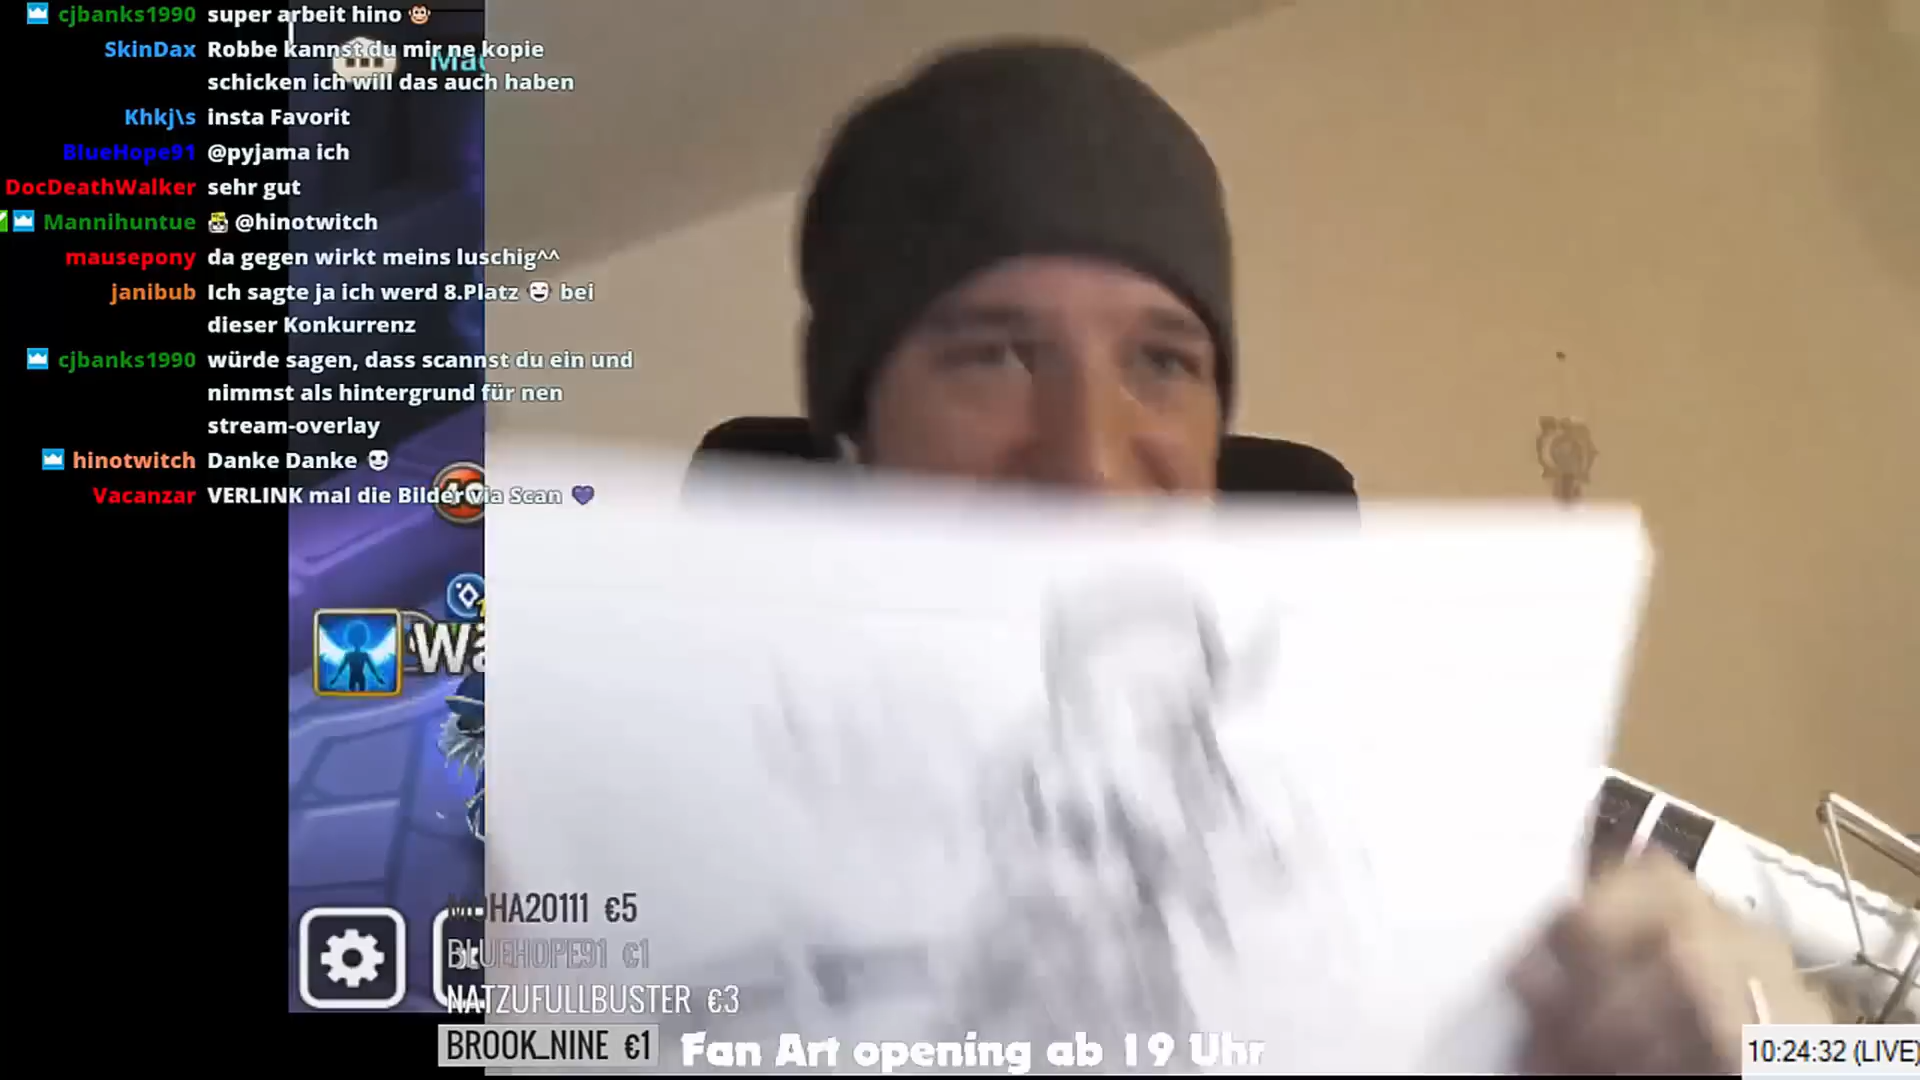 cjbanks1990 super arbeit hino
SkinDax Robbe kannst du mir ne kopie
schicken ich will das auch haben
Khkj\s insta Favorit
BlueHope91 @pyjama ich
DocDeathWalker sehr gut
Mannihuntue @hinotwitch
mausepony da gegen wirkt meins luschig^^
janibub Ich sagte ja ich werd 8.Platz bei
dieser Konkurrenz
cjbanks1990 würde sagen, dass scannst du ein und
nimmst als hintergrund für nen
stream-overlay
hinotwitch Danke Danke
Vacanzar VERLINK mal die Bilder via Scan
MOHA20111 €5
BLUEHOPE91 €1
NATZUFULLBUSTER €3
BROOK_NINE €1
Fan Art opening ab 19 Uhr
10:24:32 (LIVE)